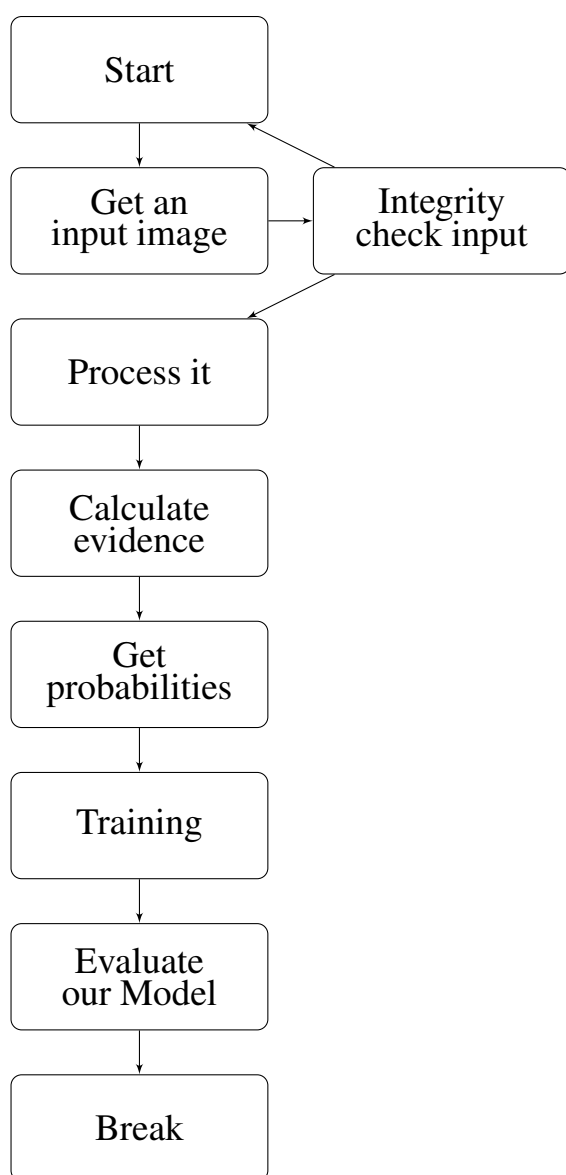 Start
Get an
input image
Integrity
check input
Process it
Calculate
evidence
Get
probabilities
Training
Evaluate
our Model
Break